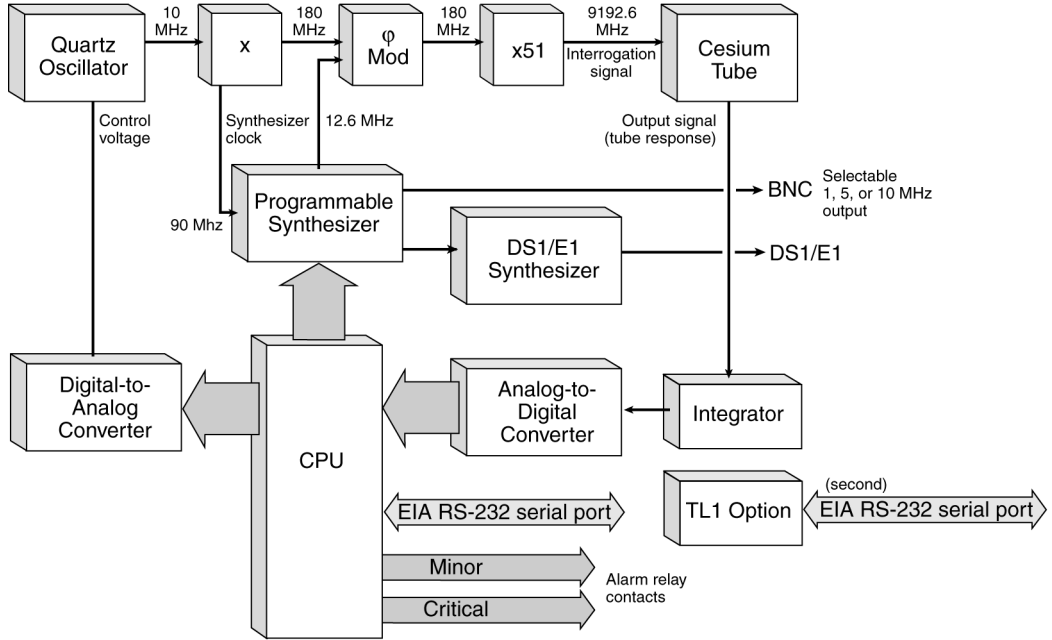 10
MHz
180
MHz
180
MHz
9192.6
MHz
Quartz
Oscillator
x
φ
Mod
x51
Interrogation
signal
Cesium
Tube
Control
voltage
Synthesizer
clock
12.6 MHz
Output signal
(tube response)
90 Mhz
Programmable
Synthesizer
BNC
Selectable
1, 5, or 10 MHz
output
DS1/E1
Synthesizer
DS1/E1
Digital-to-
Analog
Converter
CPU
Analog-to-
Digital
Converter
Integrator
EIA RS-232 serial port
TL1 Option
(second)
EIA RS-232 serial port
Minor
Critical
Alarm relay
contacts